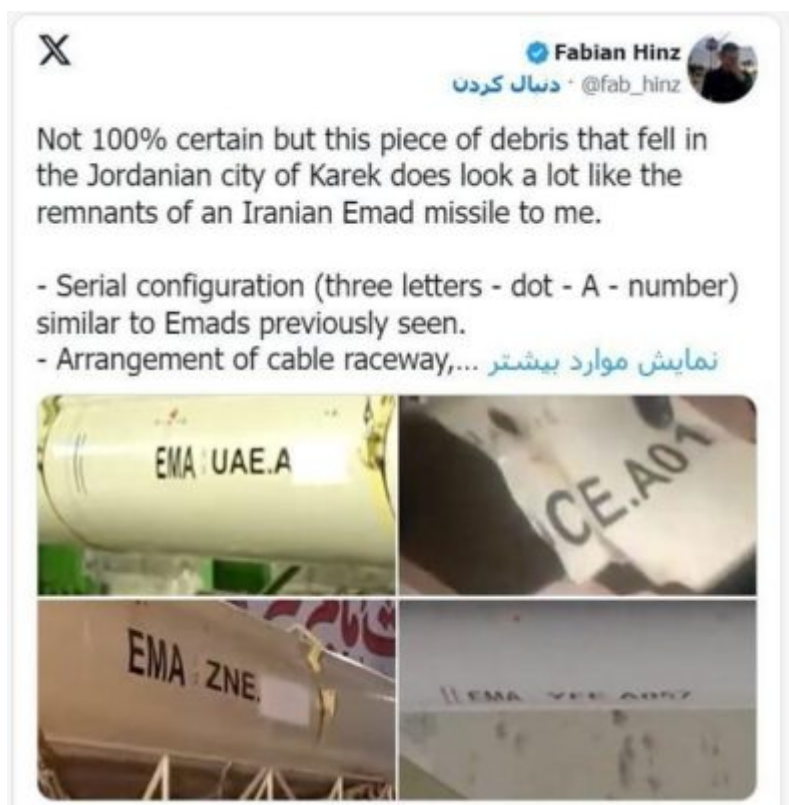 Fabian Hinz
@fab_hinz · دنبال کردن
Not 100% certain but this piece of debris that fell in
the Jordanian city of Karek does look a lot like the
remnants of an Iranian Emad missile to me.
- Serial configuration (three letters - dot - A - number)
similar to Emads previously seen.
- Arrangement of cable raceway,... نمایش موارد بیشتر
EMA UAE.A
CE.A01
EMA ZNE.
EMA